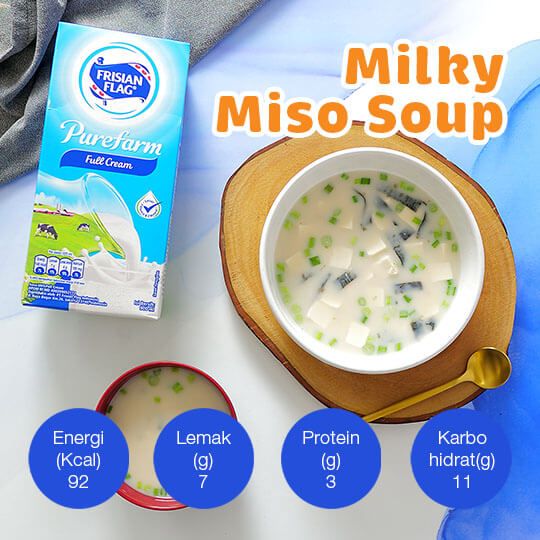 Milky
Miso Soup
FRISIAN
FLAG®
Purefarm
Full Cream
Energi
(Kcal)
92
Lemak
(g)
7
Protein
(g)
3
Karbo
hidrat(g)
11